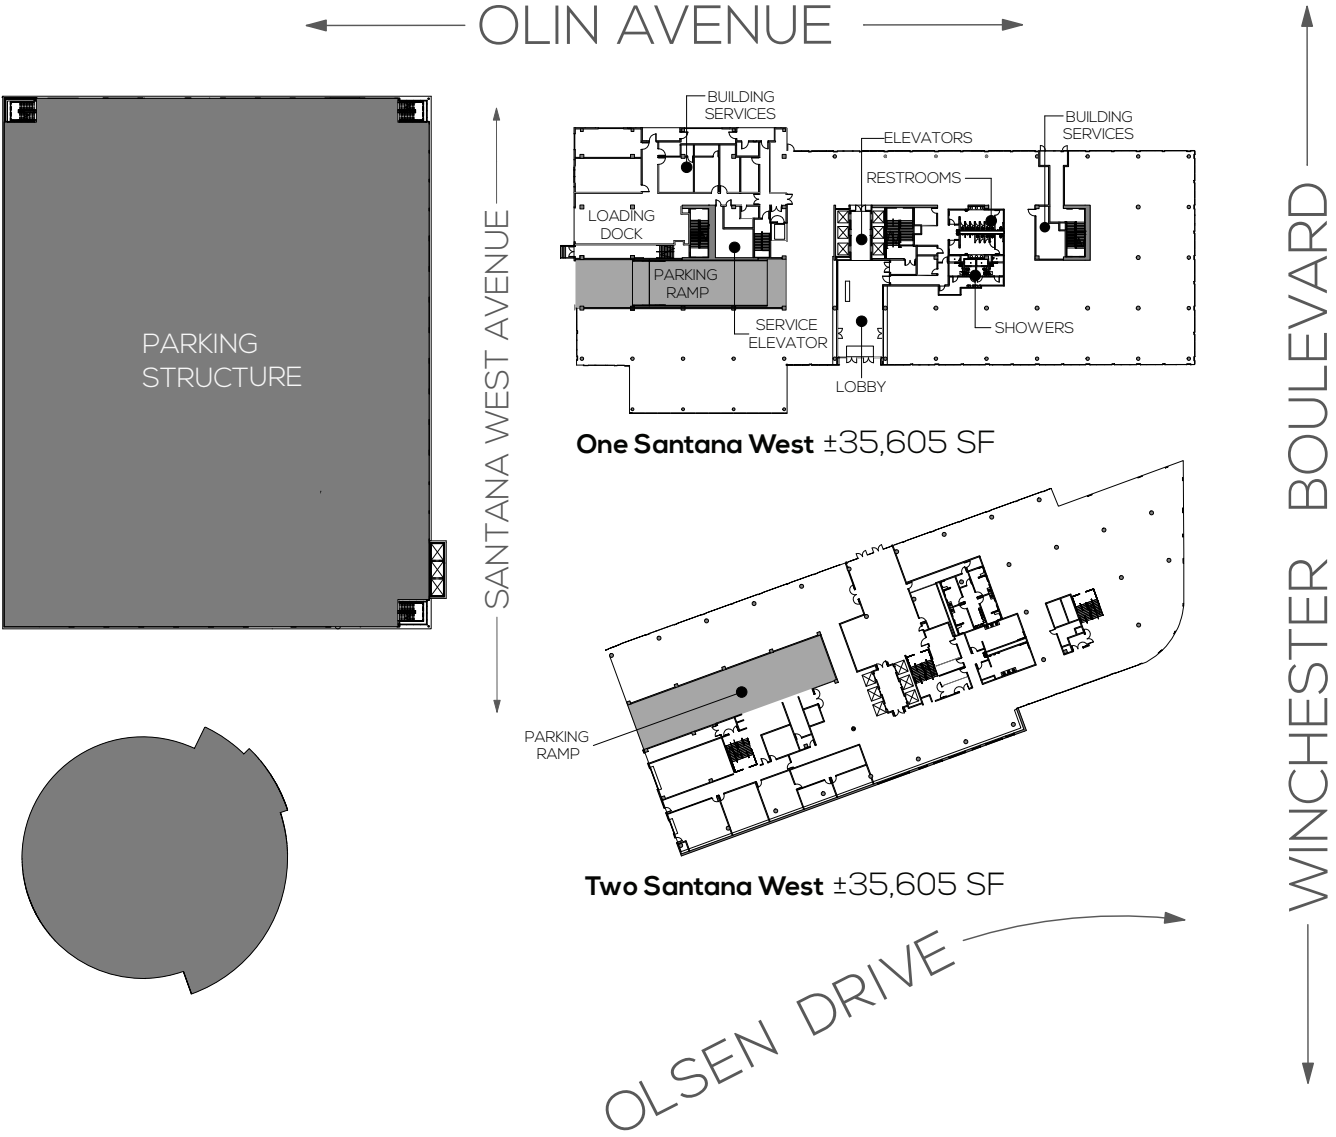 OLIN AVENUE
BUILDING
SERVICES
ELEVATORS
BUILDING
SERVICES
RESTROOMS
LOADING
DOCK
PARKING
RAMP
SERVICE
ELEVATOR
SHOWERS
LOBBY
One Santana West ±35,605 SF
PARKING
STRUCTURE
SANTANA WEST AVENUE
WINCHESTER BOULEVARD
PARKING
RAMP
Two Santana West ±35,605 SF
OLSEN DRIVE